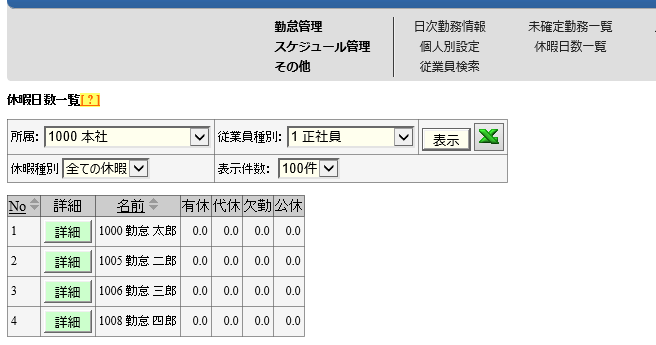 勤怠管理 日次勤務情報 未確定勤務一覧
スケジュール管理 個人別設定 休暇日数一覧
その他 従業員検索
休暇日数一覧[?]
所属: 1000 本社 従業員種別: 1 正社員 表示
休暇種別 全ての休暇 表示件数: 100件
No 詳細 名前 有休 代休 欠勤 公休
1 詳細 1000 勤怠 太郎 0.0 0.0 0.0 0.0
2 詳細 1005 勤怠 二郎 0.0 0.0 0.0 0.0
3 詳細 1006 勤怠 三郎 0.0 0.0 0.0 0.0
4 詳細 1008 勤怠 四郎 0.0 0.0 0.0 0.0